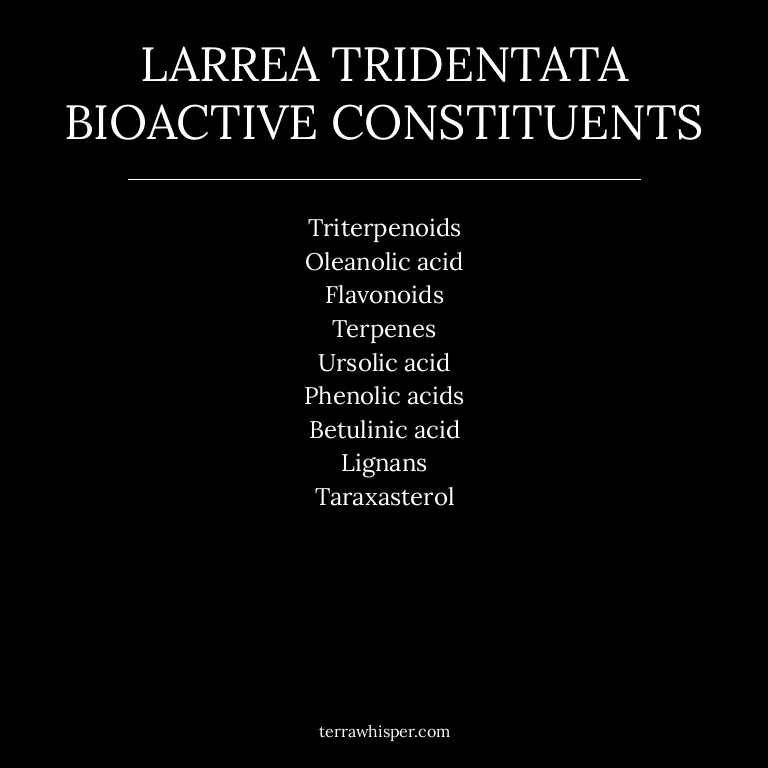 LARREA TRIDENTATA
BIOACTIVE CONSTITUENTS
Triterpenoids
Oleanolic acid
Flavonoids
Terpenes
Ursolic acid
Phenolic acids
Betulinic acid
Lignans
Taraxasterol
terrawhisper.com